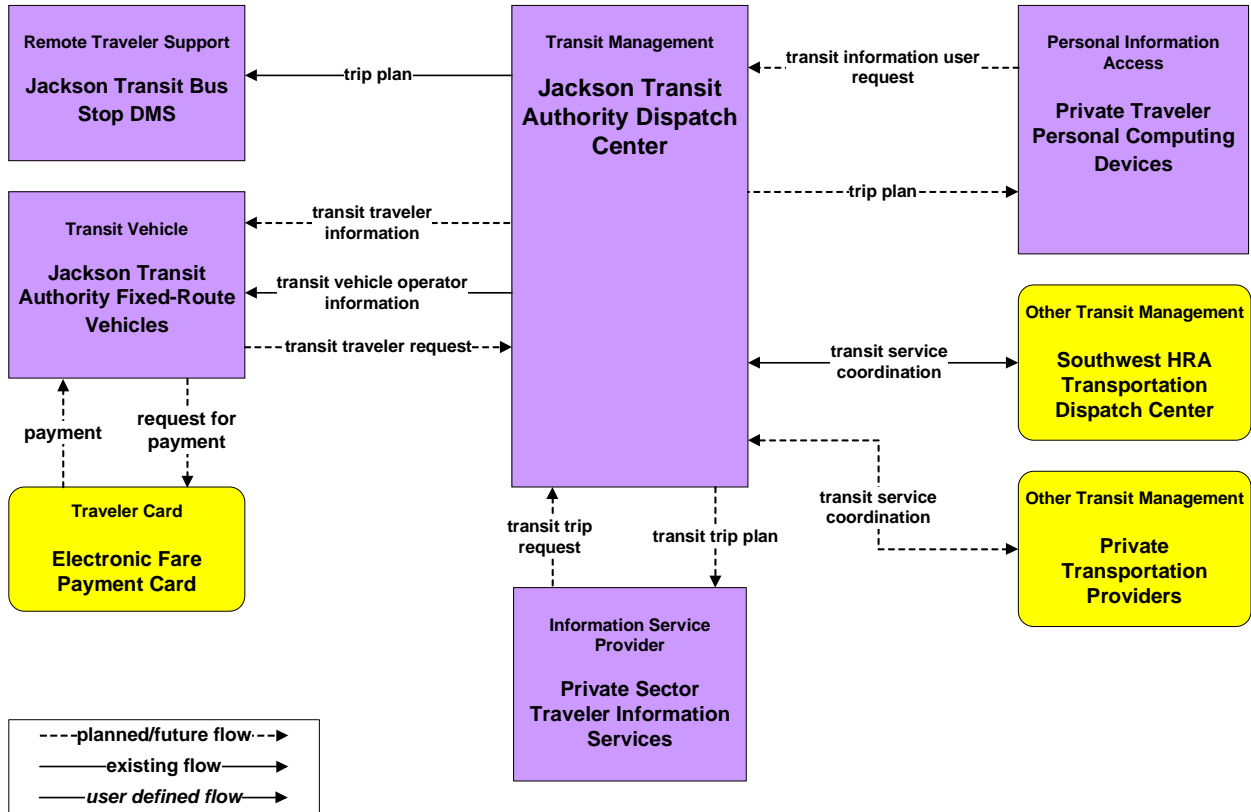 Remote Traveler Support
Jackson Transit Bus
Stop DMS
trip plan
Transit Management
Jackson Transit
Authority Dispatch
Center
transit information user
request
Personal Information
Access
Private Traveler
Personal Computing
Devices
trip plan
Transit Vehicle
Jackson Transit
Authority Fixed-Route
Vehicles
transit traveler
information
transit vehicle operator
information
transit traveler request
payment
request for
payment
Traveler Card
Electronic Fare
Payment Card
transit service
coordination
Other Transit Management
Southwest HRA
Transportation
Dispatch Center
transit service
coordination
Other Transit Management
Private
Transportation
Providers
transit trip
request
transit trip plan
Information Service
Provider
Private Sector
Traveler Information
Services
planned/future flow
existing flow
user defined flow